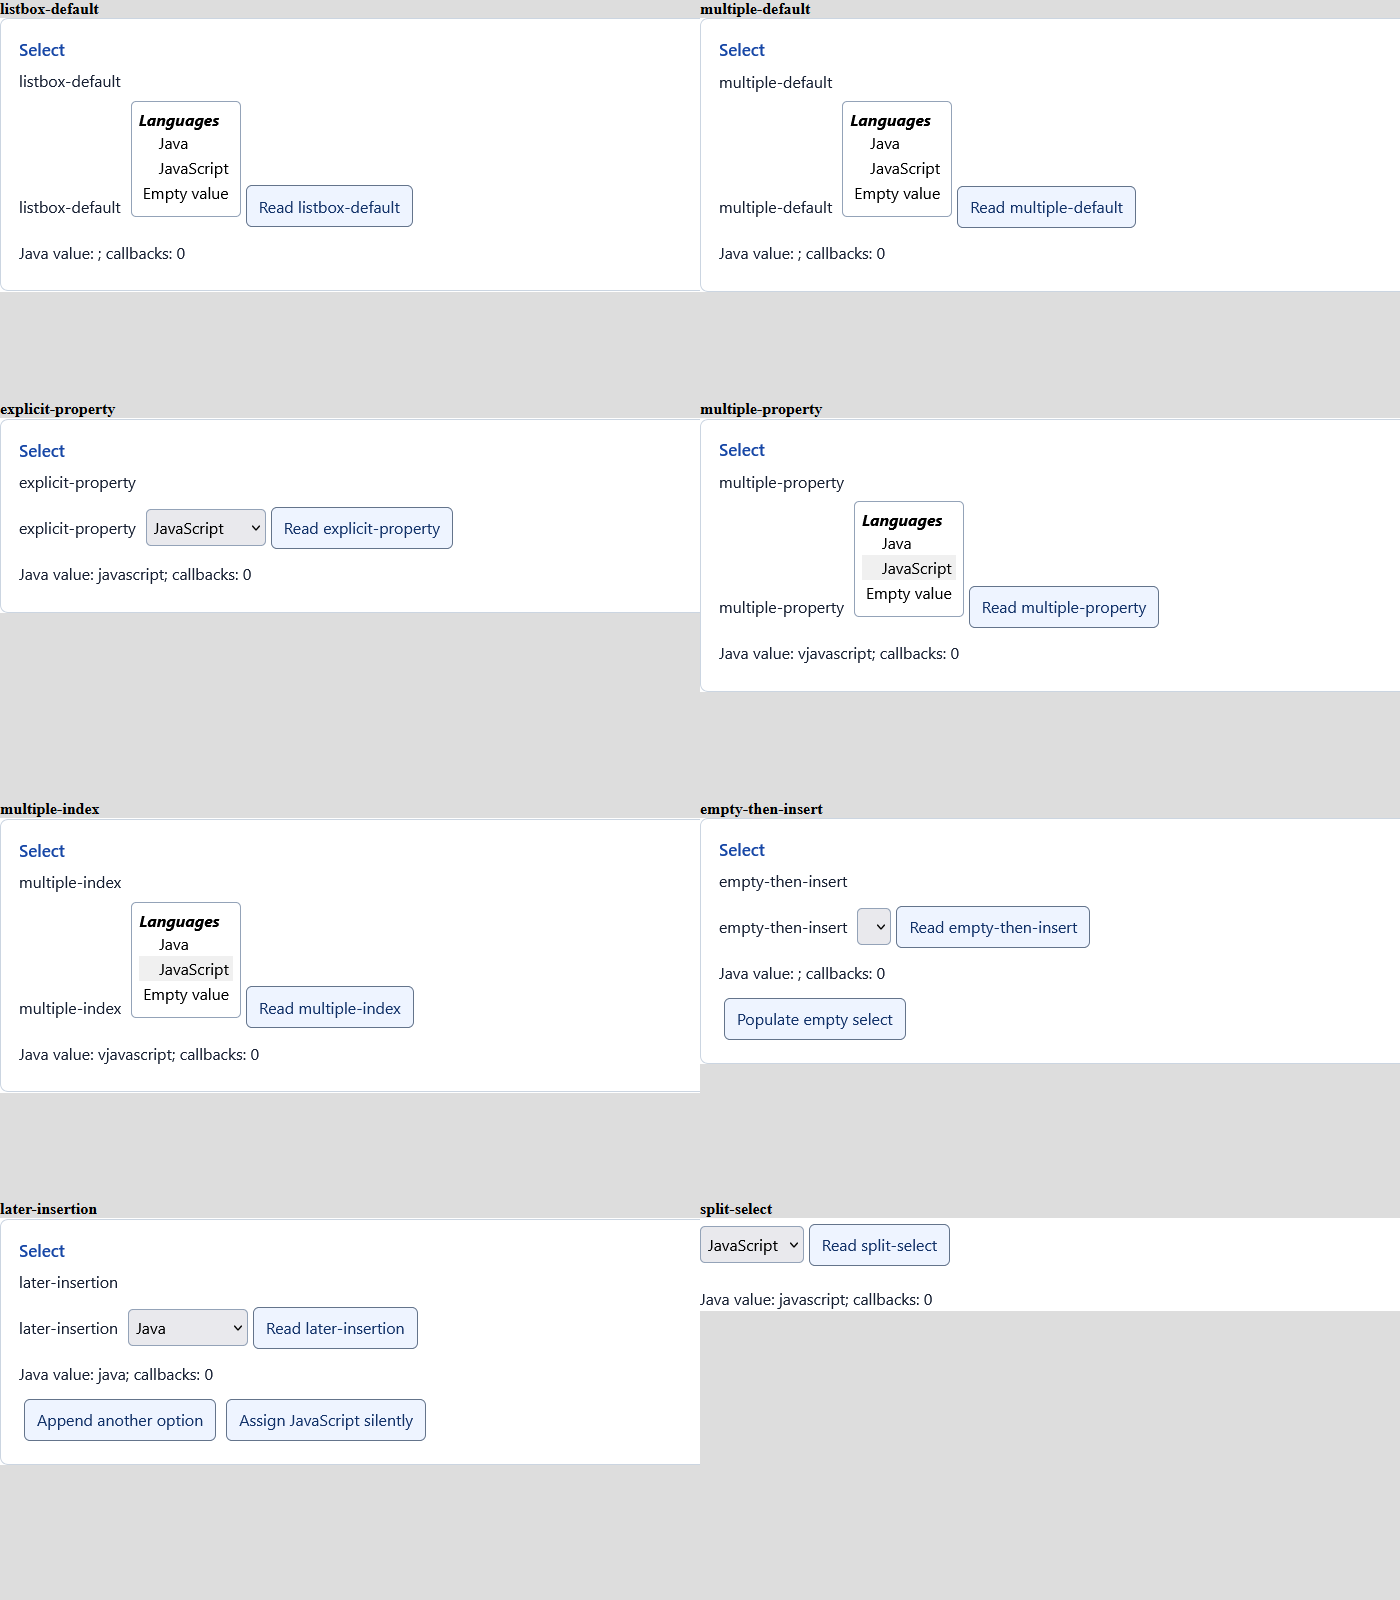 listbox-default
Select
listbox-default
Languages
Java
JavaScript
Empty value
listbox-default
Read listbox-default
Java value: ; callbacks: 0
multiple-default
Select
multiple-default
Languages
Java
JavaScript
Empty value
multiple-default
Read multiple-default
Java value: ; callbacks: 0
explicit-property
Select
explicit-property
explicit-property JavaScript Read explicit-property
Java value: javascript; callbacks: 0
multiple-property
Select
multiple-property
Languages
Java
JavaScript
Empty value
multiple-property
Read multiple-property
Java value: vjavascript; callbacks: 0
multiple-index
Select
multiple-index
Languages
Java
JavaScript
Empty value
multiple-index
Read multiple-index
Java value: vjavascript; callbacks: 0
empty-then-insert
Select
empty-then-insert
empty-then-insert Read empty-then-insert
Java value: ; callbacks: 0
Populate empty select
later-insertion
Select
later-insertion
later-insertion Java Read later-insertion
Java value: java; callbacks: 0
Append another option Assign JavaScript silently
split-select
JavaScript Read split-select
Java value: javascript; callbacks: 0